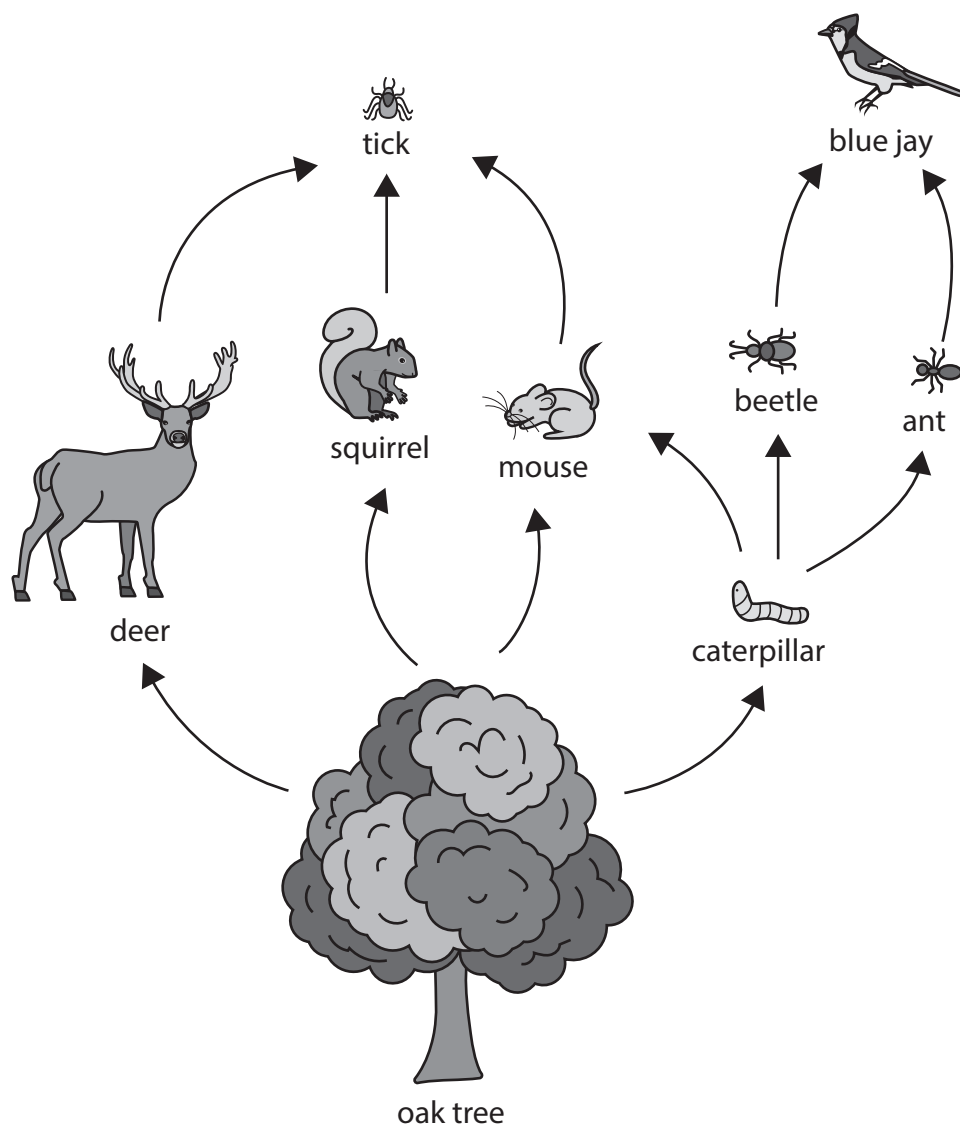 tick
blue jay
beetle
ant
squirrel
mouse
deer
caterpillar
oak tree